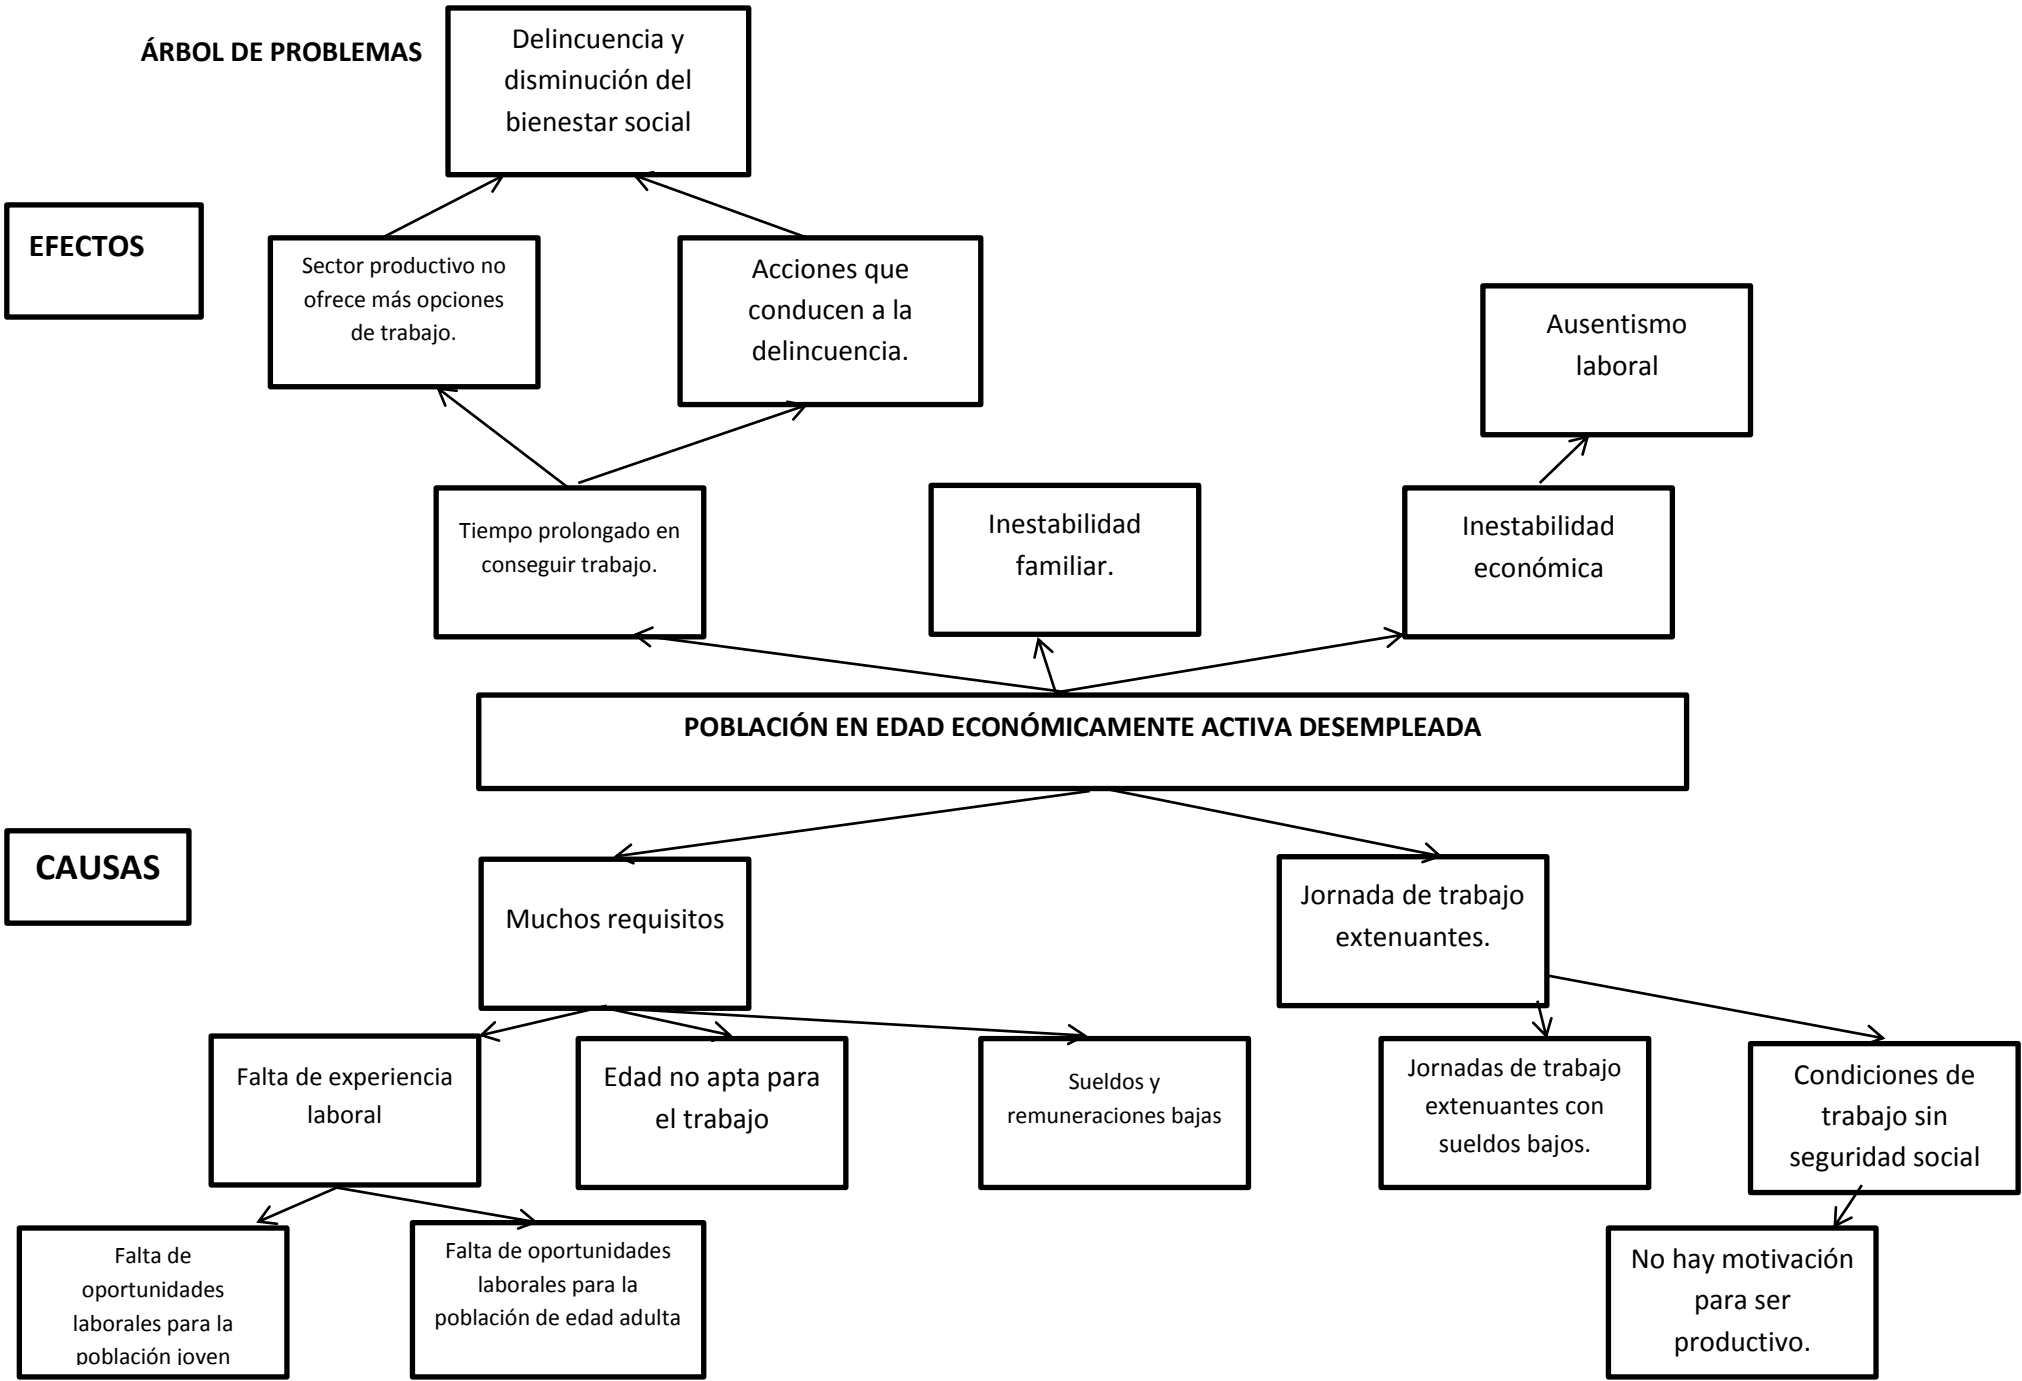 ÁRBOL DE PROBLEMAS
Delincuencia y
disminución del
bienestar social
EFECTOS
Sector productivo no
ofrece más opciones
de trabajo.
Acciones que
conducen a la
delincuencia.
Ausentismo
laboral
Tiempo prolongado en
conseguir trabajo.
Inestabilidad
familiar.
Inestabilidad
económica
POBLACIÓN EN EDAD ECONÓMICAMENTE ACTIVA DESEMPLEADA
CAUSAS
Muchos requisitos
Jornada de trabajo
extenuantes.
Falta de experiencia
laboral
Edad no apta para
el trabajo
Sueldos y
remuneraciones bajas
Jornadas de trabajo
extenuantes con
sueldos bajos.
Condiciones de
trabajo sin
seguridad social
Falta de
oportunidades
laborales para la
población joven
Falta de oportunidades
laborales para la
población de edad adulta
No hay motivación
para ser
productivo.